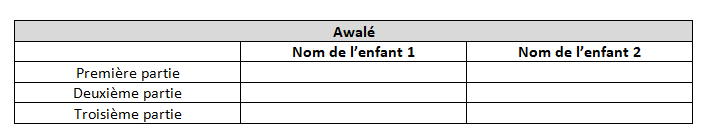 Awalé
Nom de l’enfant 1 Nom de l’enfant 2
Première partie
Deuxième partie
Troisième partie